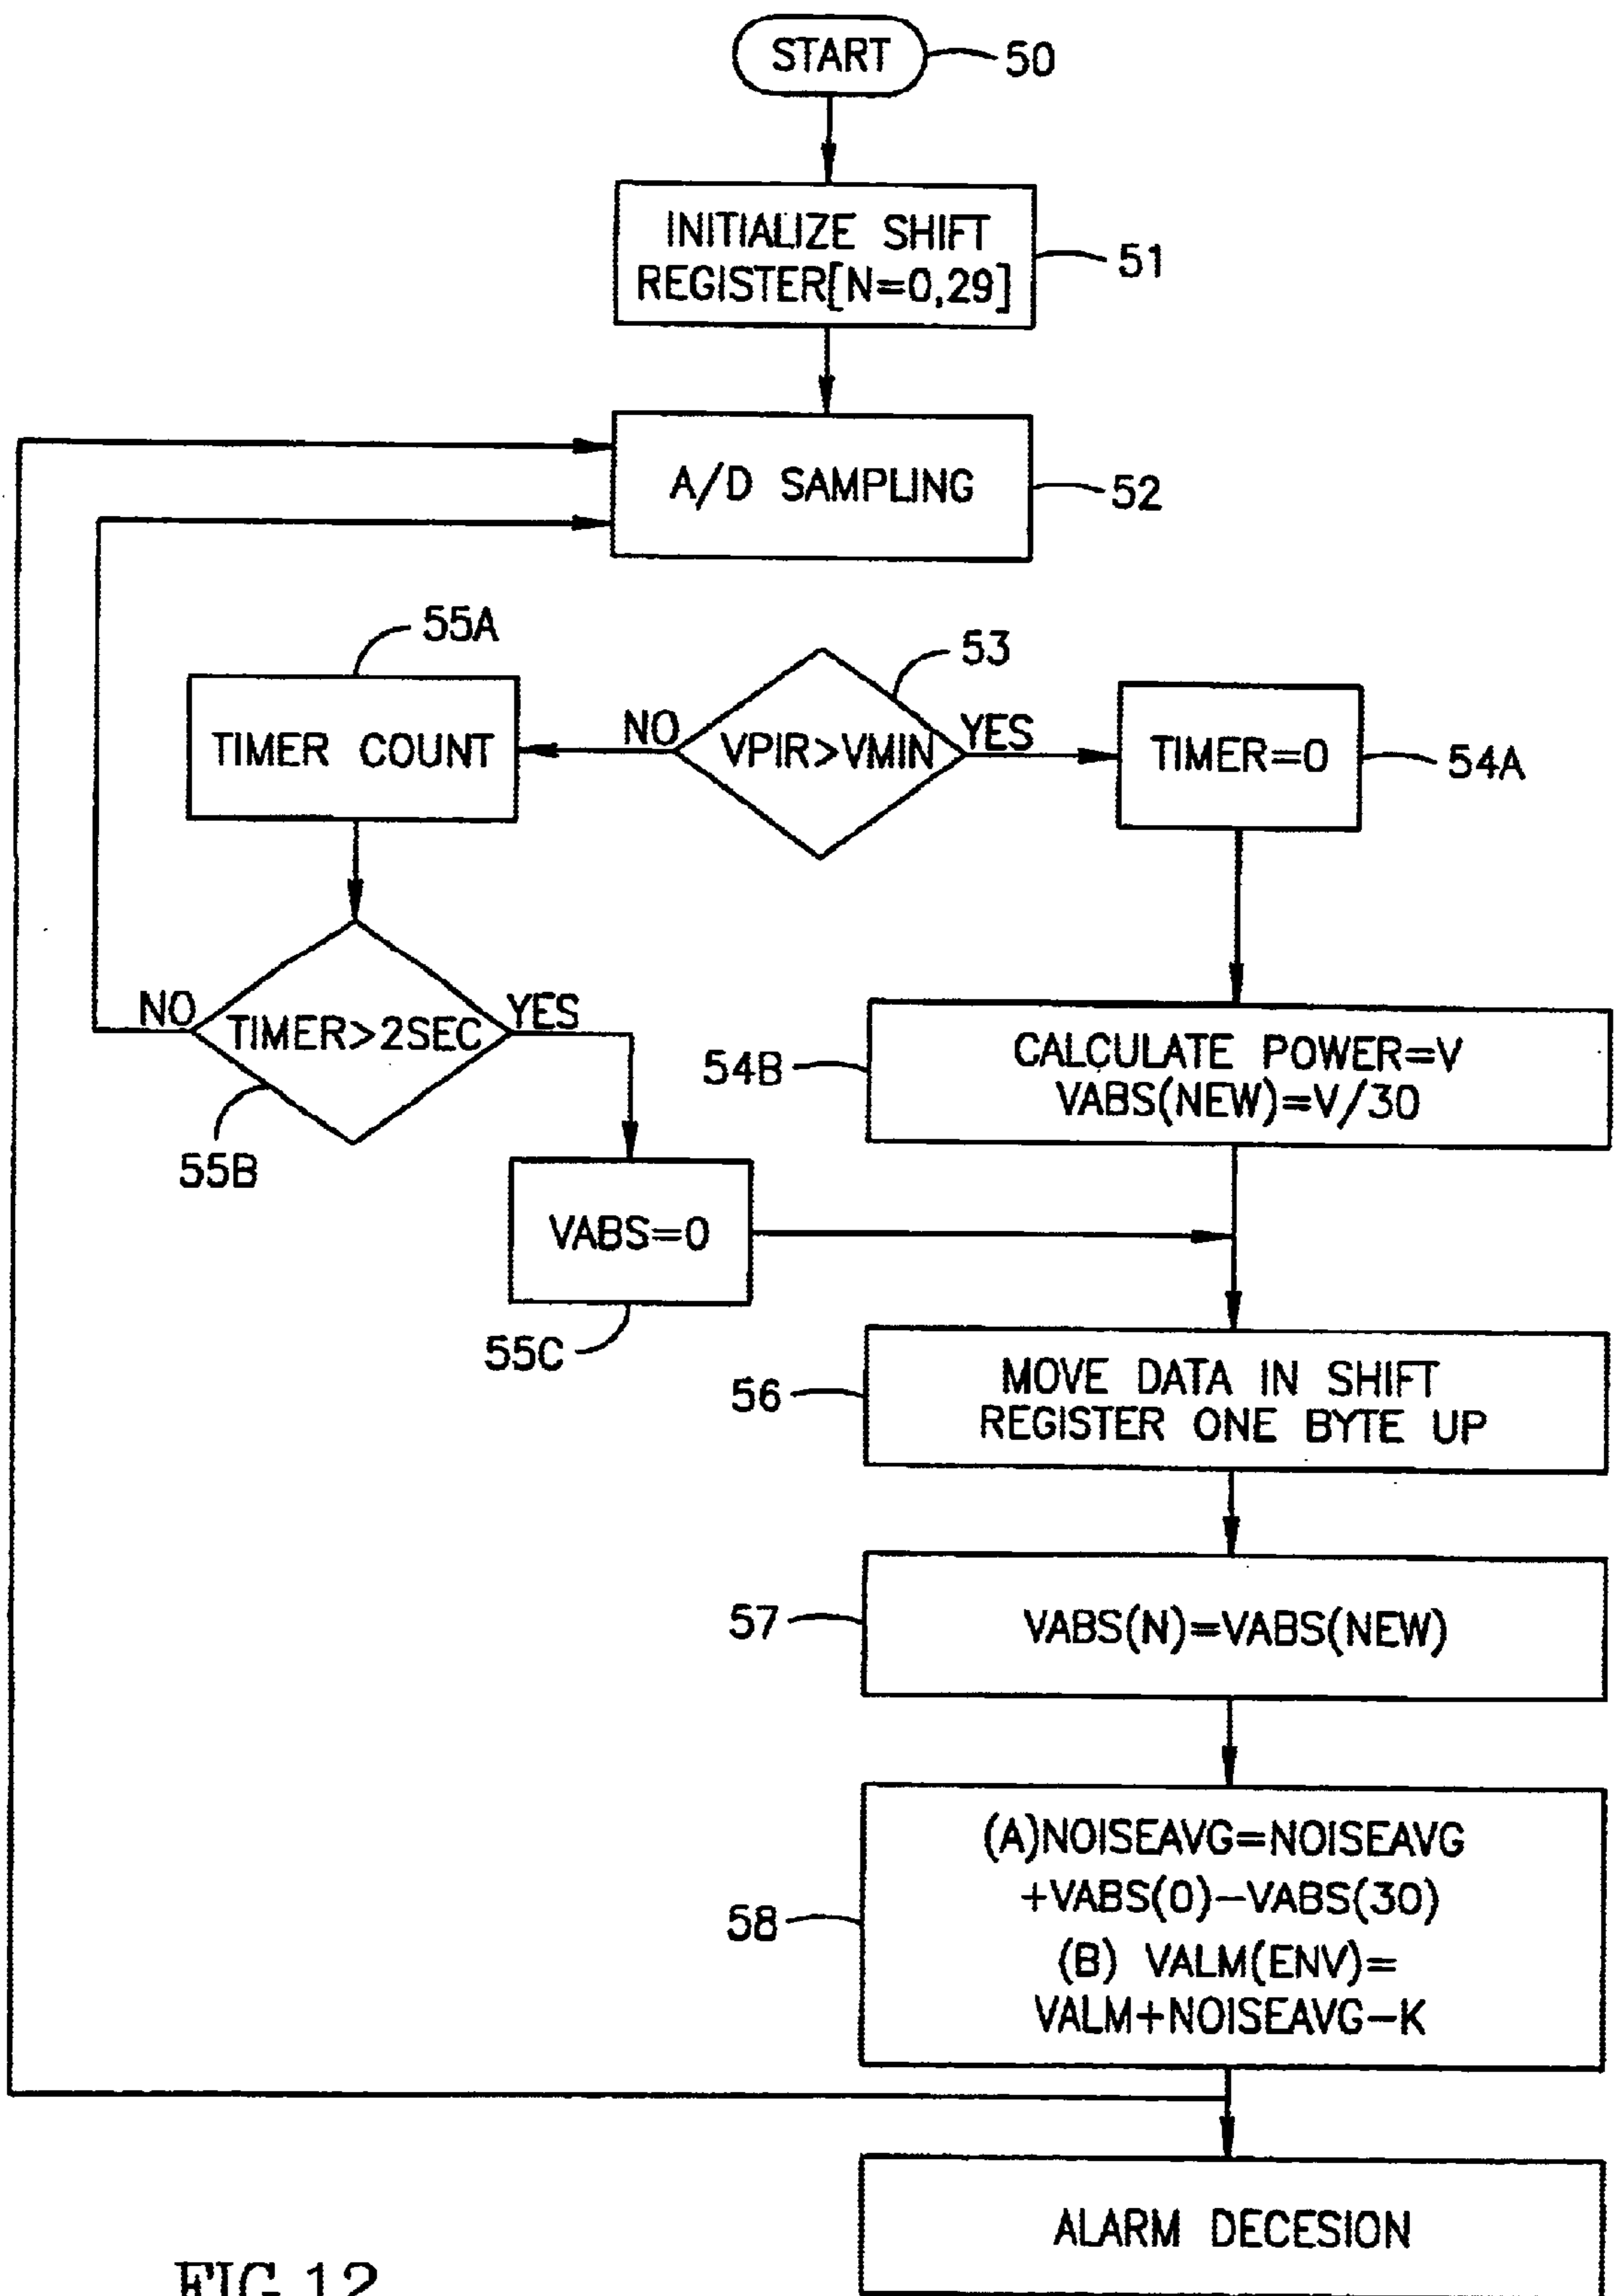 START
50
INITIALIZE SHIFT
REGISTER[N=0,29]
51
A/D SAMPLING
52
55A
53
TIMER COUNT
NO
VPIR>VMIN
YES
TIMER=0
54A
NO
TIMER>2SEC
YES
55B
54B
CALCULATE POWER=V
VABS(NEW)=V/30
VABS=0
55C
56
MOVE DATA IN SHIFT
REGISTER ONE BYTE UP
57
VABS(N)=VABS(NEW)
58
(A)NOISEAVG=NOISEAVG
+VABS(0)-VABS(30)
(B) VALM(ENV)=
VALM+NOISEAVG-K
ALARM DECESION
FIG.12